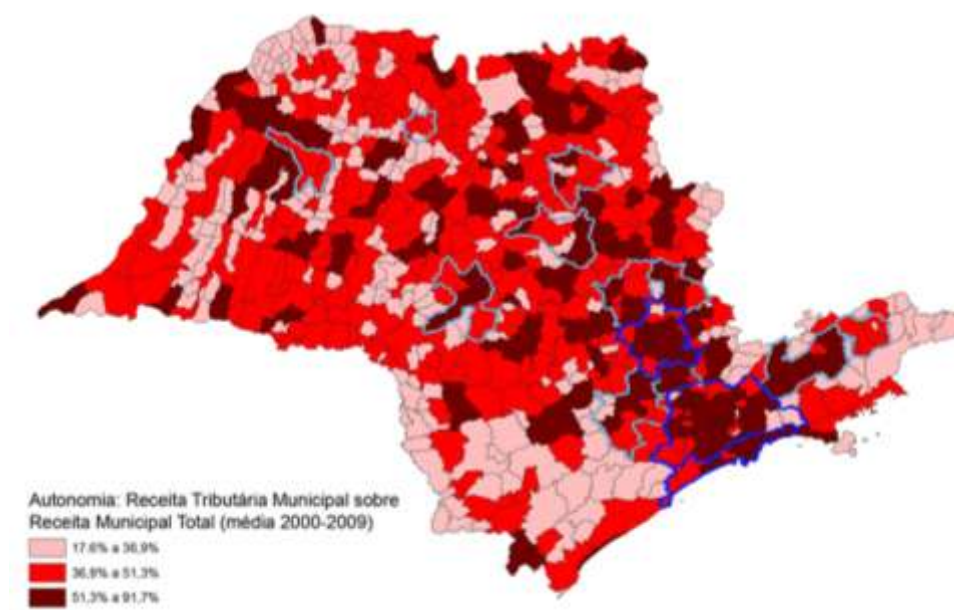 Autonomia: Receita Tributária Municipal sobre
Receita Municipal Total (média 2000-2009)
17,6% a 36,9%
36,9% a 51,3%
51,3% a 91,7%